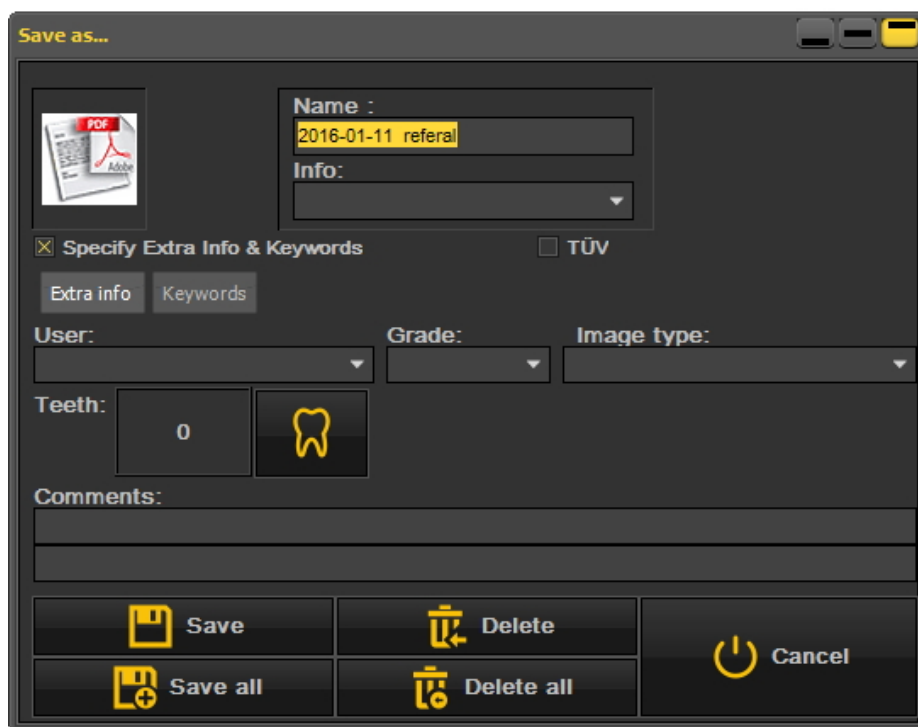 Save as...
PDF
Adobe
Name :
2016-01-11 referal
Info:
Specify Extra Info & Keywords
TÜV
Extra info
Keywords
User:
Grade:
Image type:
Teeth:
0
Comments:
Save
Delete
Cancel
Save all
Delete all